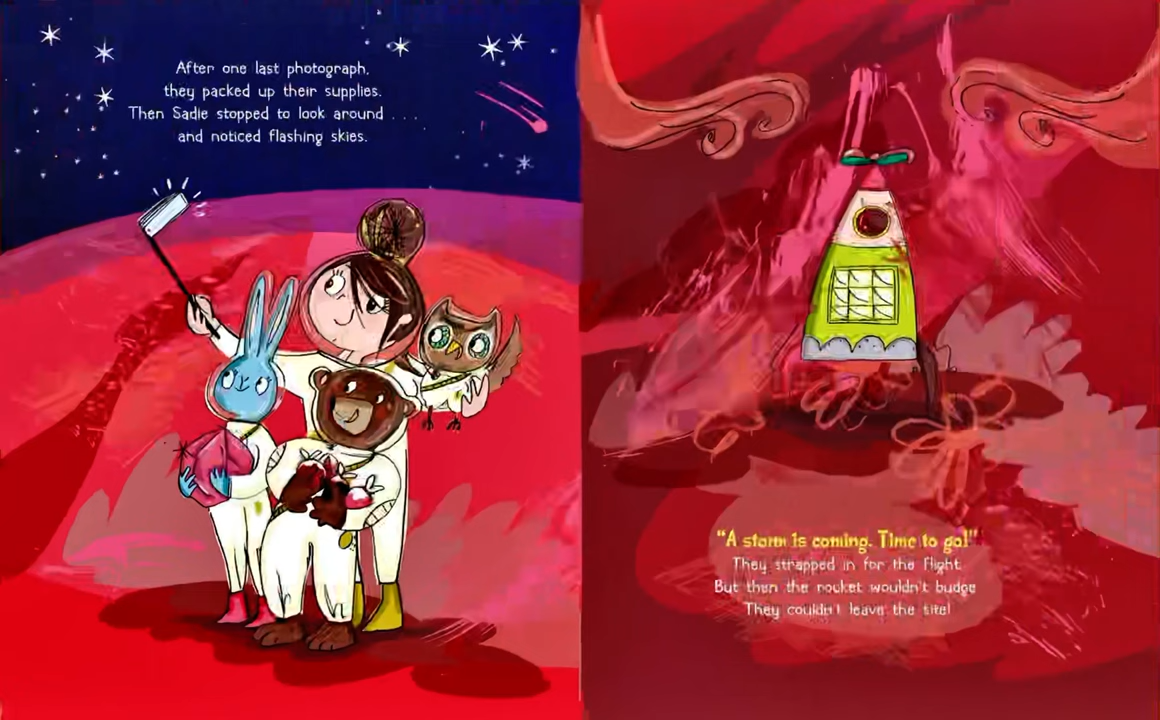 After one last photograph,
they packed up their supplies.
Then Sadie stopped to look around . . .
and noticed flashing skies.
"A storm is coming. Time to go!"
They strapped in for the flight.
But then the rocket wouldn't budge
They couldn't leave the site!